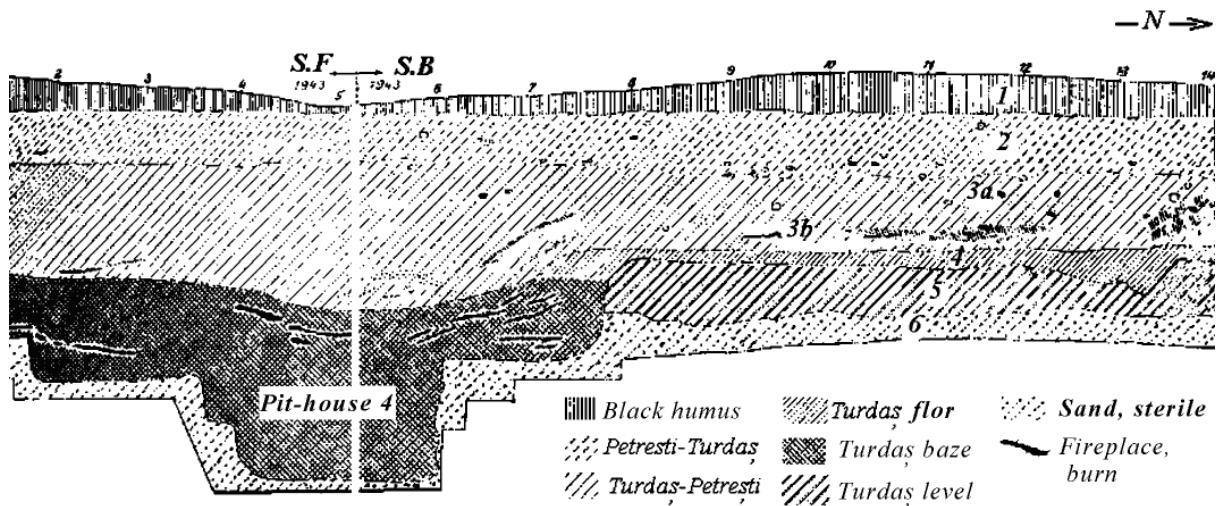 N
S.F S.B
1943 1943
2 3 4 5 6 7 8 9 10 11 12 13 14
1
2
3a
3b
4
5
6
Pit-house 4
Black humus
Turdaș flor
Sand, sterile
Petrești-Turdaș
Turdaș baze
Fireplace,
burn
Turdaș-Petrești
Turdaș level